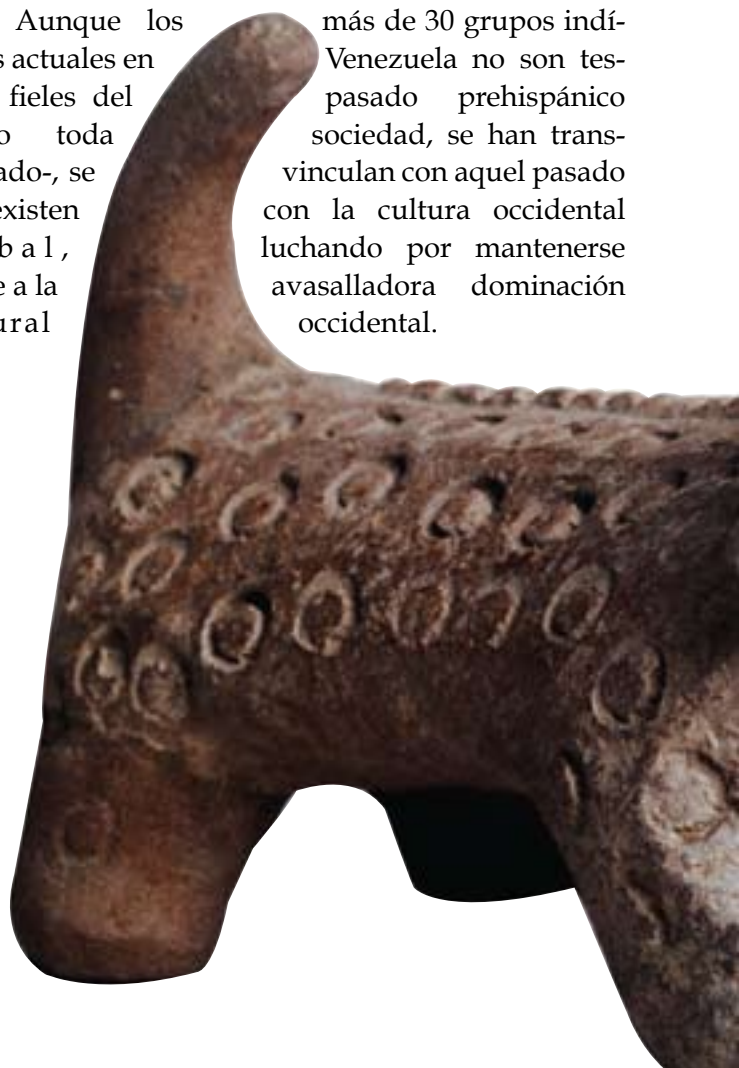 Aunque los más de 30 grupos indí-
s actuales en Venezuela no son tes-
fieles del pasado prehispánico
o toda sociedad, se han trans-
ado-, se vinculan con aquel pasado
existen con la cultura occidental
bal, luchando por mantenerse
e a la avasalladora dominación
ural occidental.